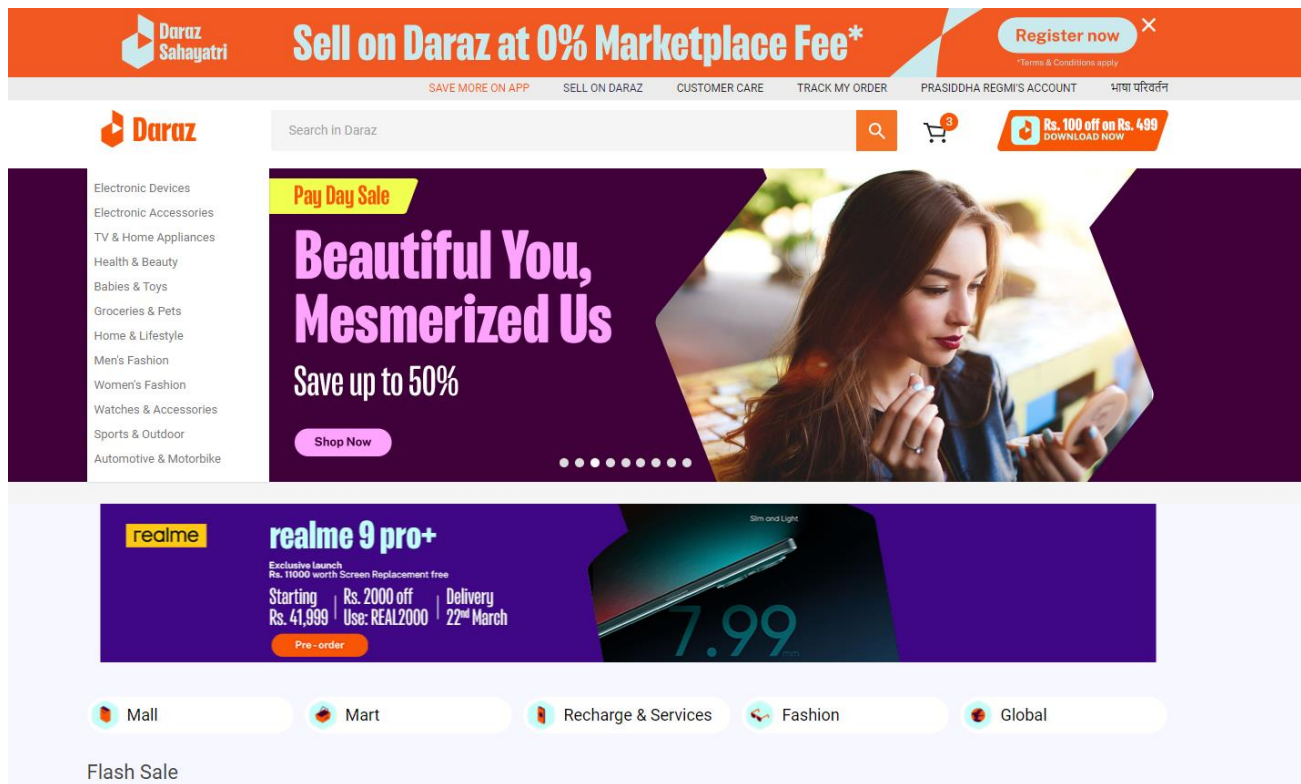 Daraz
Sahayatri
Sell on Daraz at 0% Marketplace Fee*
Register now
*Terms & Conditions apply
SAVE MORE ON APP SELL ON DARAZ CUSTOMER CARE TRACK MY ORDER PRASIDDHA REGMI'S ACCOUNT भाषा परिवर्तन
Daraz
Search in Daraz
3
Rs. 100 off on Rs. 499
DOWNLOAD NOW
Electronic Devices
Electronic Accessories
TV & Home Appliances
Health & Beauty
Babies & Toys
Groceries & Pets
Home & Lifestyle
Men's Fashion
Women's Fashion
Watches & Accessories
Sports & Outdoor
Automotive & Motorbike
Pay Day Sale
Beautiful You,
Mesmerized Us
Save up to 50%
Shop Now
realme
realme 9 pro+
Exclusive launch
Rs. 11000 worth Screen Replacement free
Starting
Rs. 41,999
Rs. 2000 off
Use: REAL2000
Delivery
22nd March
Pre-order
Slim and Light
7.99mm
Mall
Mart
Recharge & Services
Fashion
Global
Flash Sale